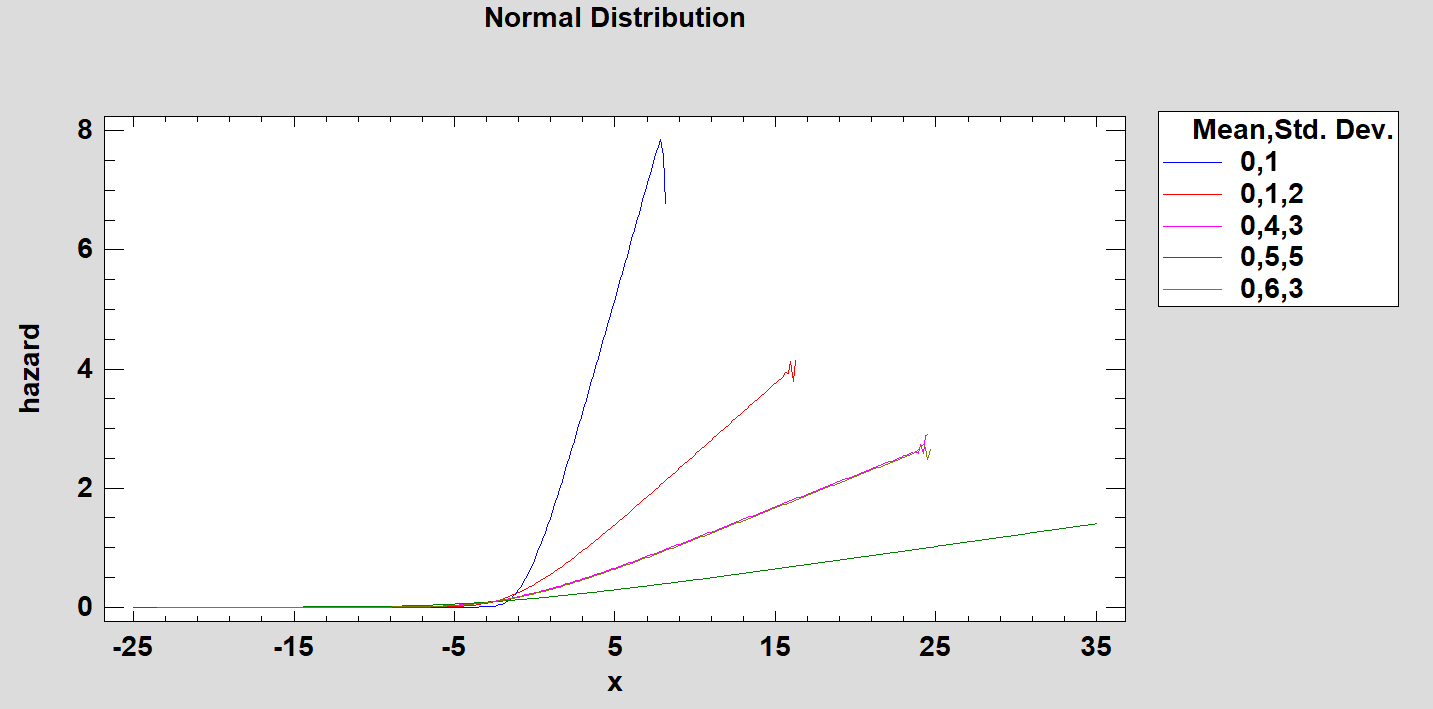 Normal Distribution
Mean,Std. Dev.
0,1
0,1,2
0,4,3
0,5,5
0,6,3
hazard
8
6
4
2
0
-25 -15 -5 5 15 25 35
x